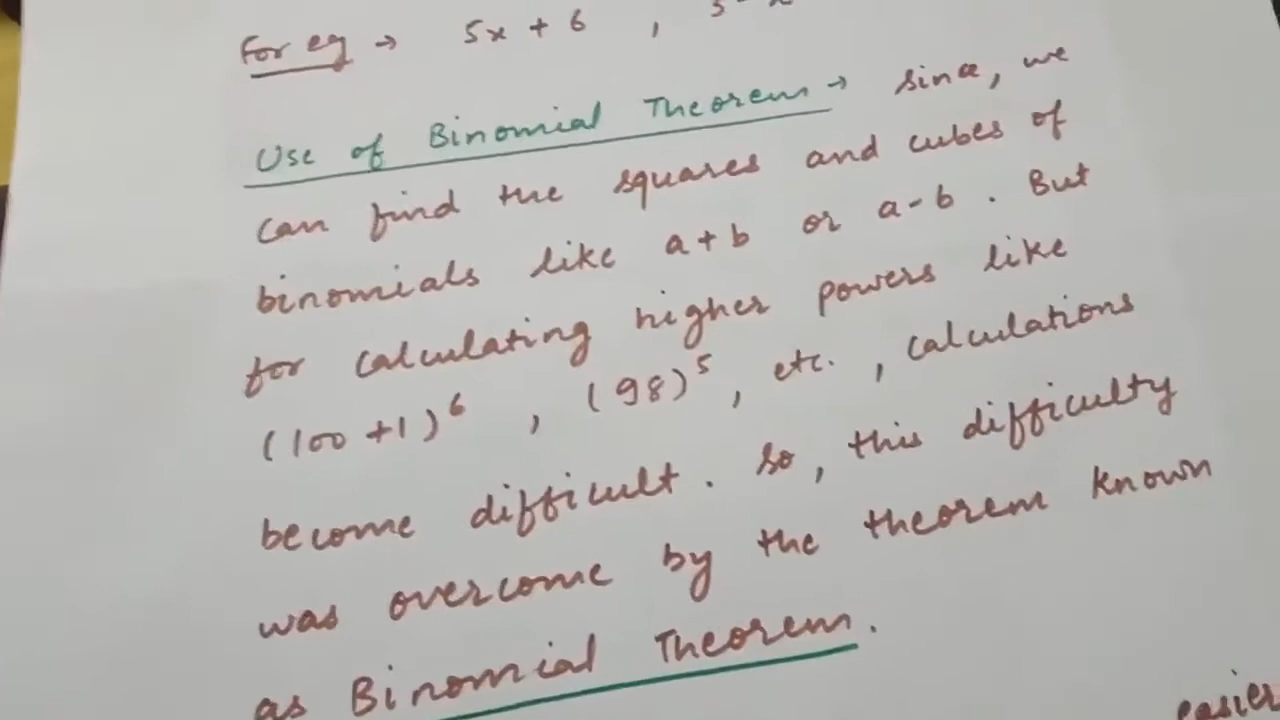 For eg → 5x + 6 ,
Use of Binomial Theorem → since, we
can find the squares and cubes of
binomials like a+b or a-b . But
for calculating higher powers like
(100 +1)⁶ , (98)⁵ , etc. , calculations
become difficult . So , this difficulty
was overcome by the theorem known
as Binomial Theorem.
easier